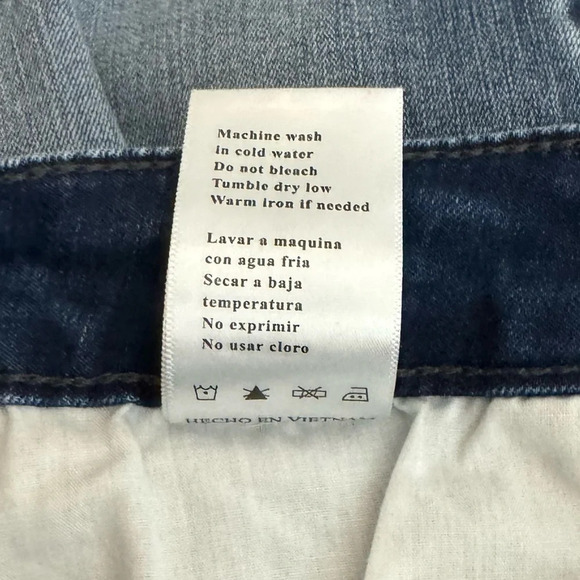 Machine wash
in cold water
Do not bleach
Tumble dry low
Warm iron if needed
Lavar a maquina
con agua fria
Secar a baja
temperatura
No exprimir
No usar cloro
HECHO EN VIETNAM